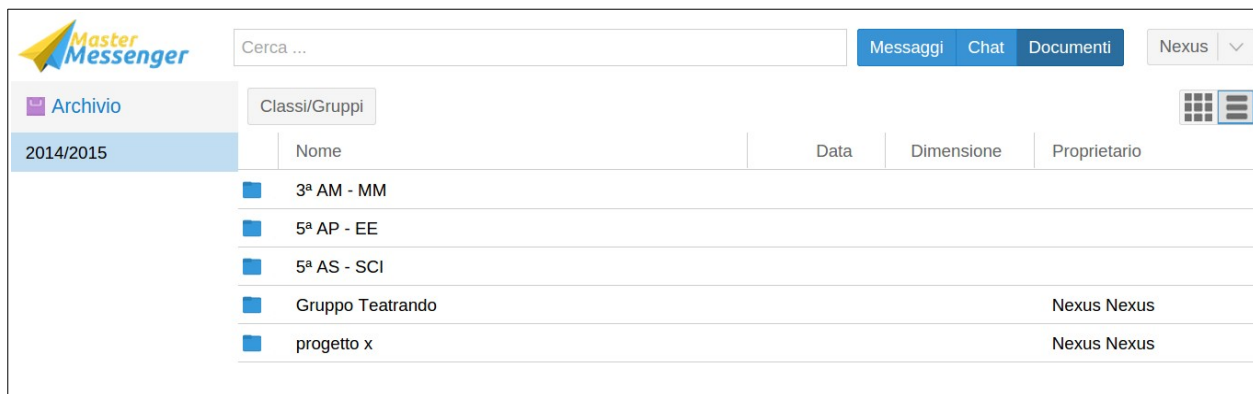 Master
Messenger
Cerca ...
Messaggi Chat Documenti
Nexus
Archivio
Classi/Gruppi
2014/2015
Nome Data Dimensione Proprietario
3ª AM - MM
5ª AP - EE
5ª AS - SCI
Gruppo Teatrando Nexus Nexus
progetto x Nexus Nexus